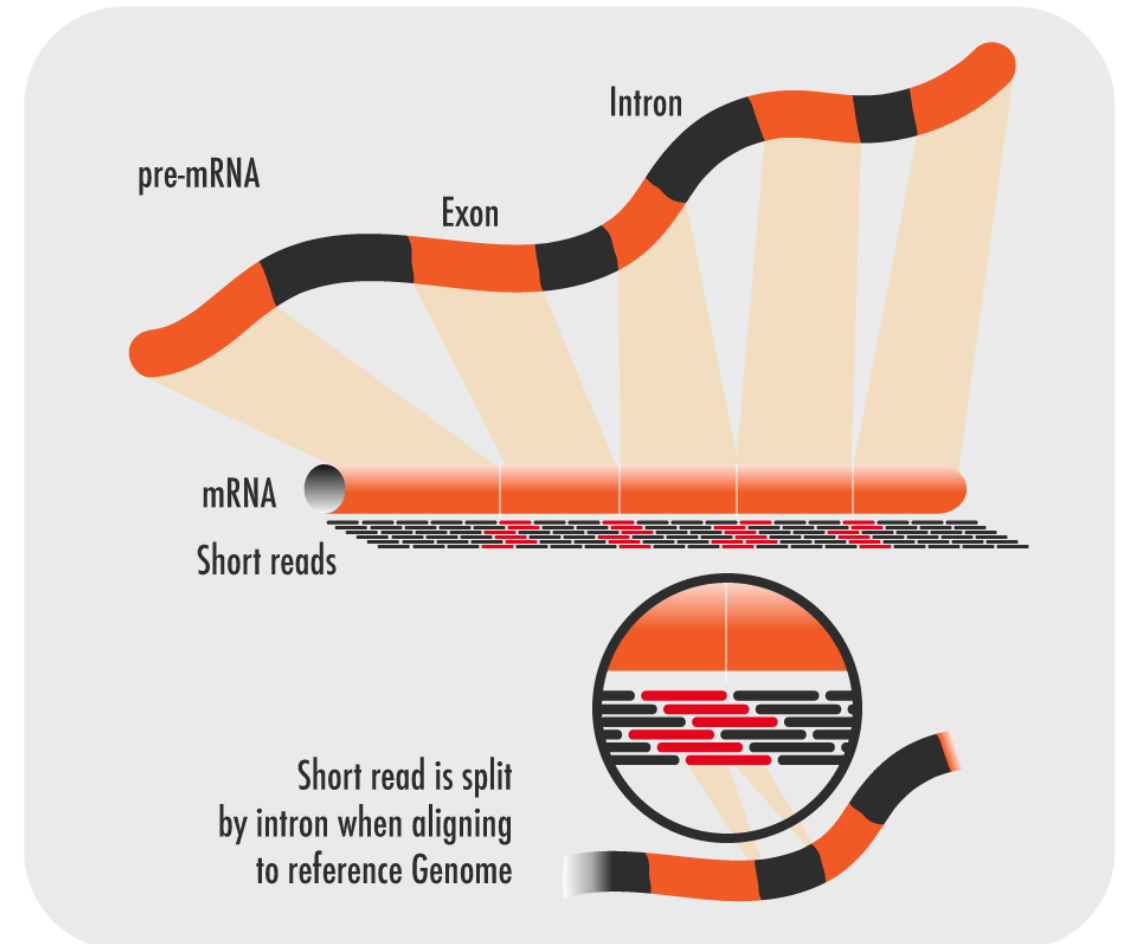 Intron
pre-mRNA
Exon
mRNA
Short reads
Short read is split
by intron when aligning
to reference Genome